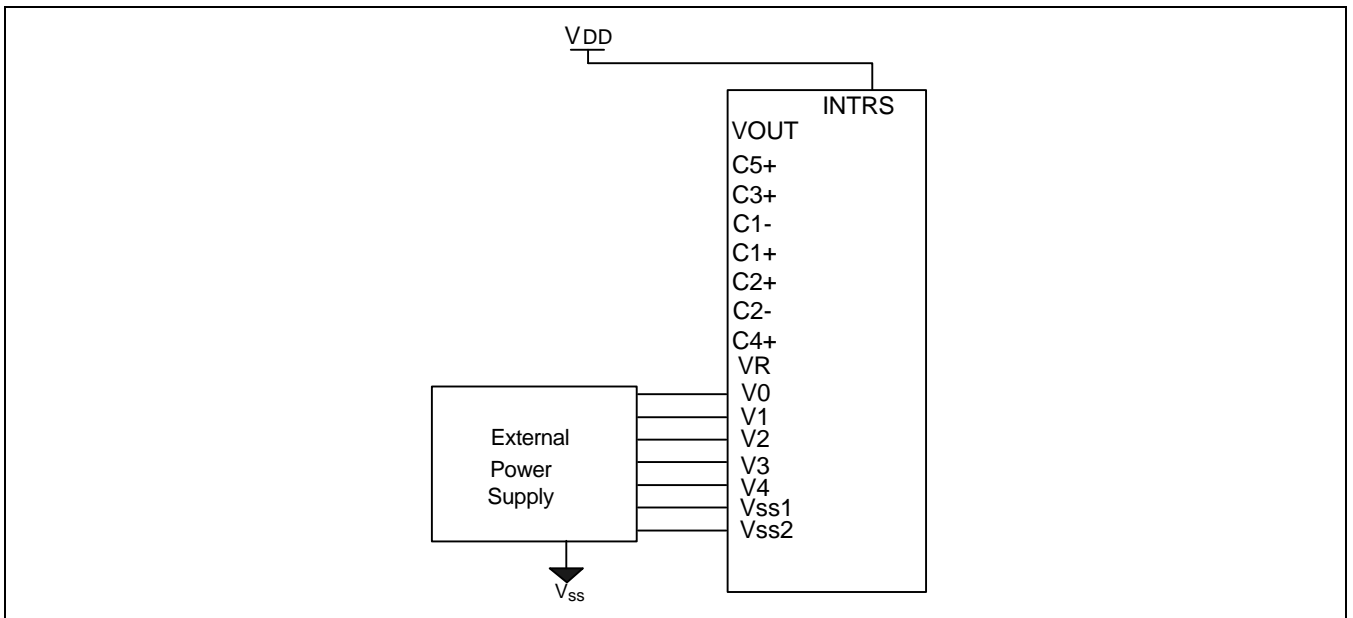 VDD
INTRS
VOUT
C5+
C3+
C1-
C1+
C2+
C2-
C4+
VR
V0
V1
V2
V3
V4
Vss1
Vss2
External
Power
Supply
Vss